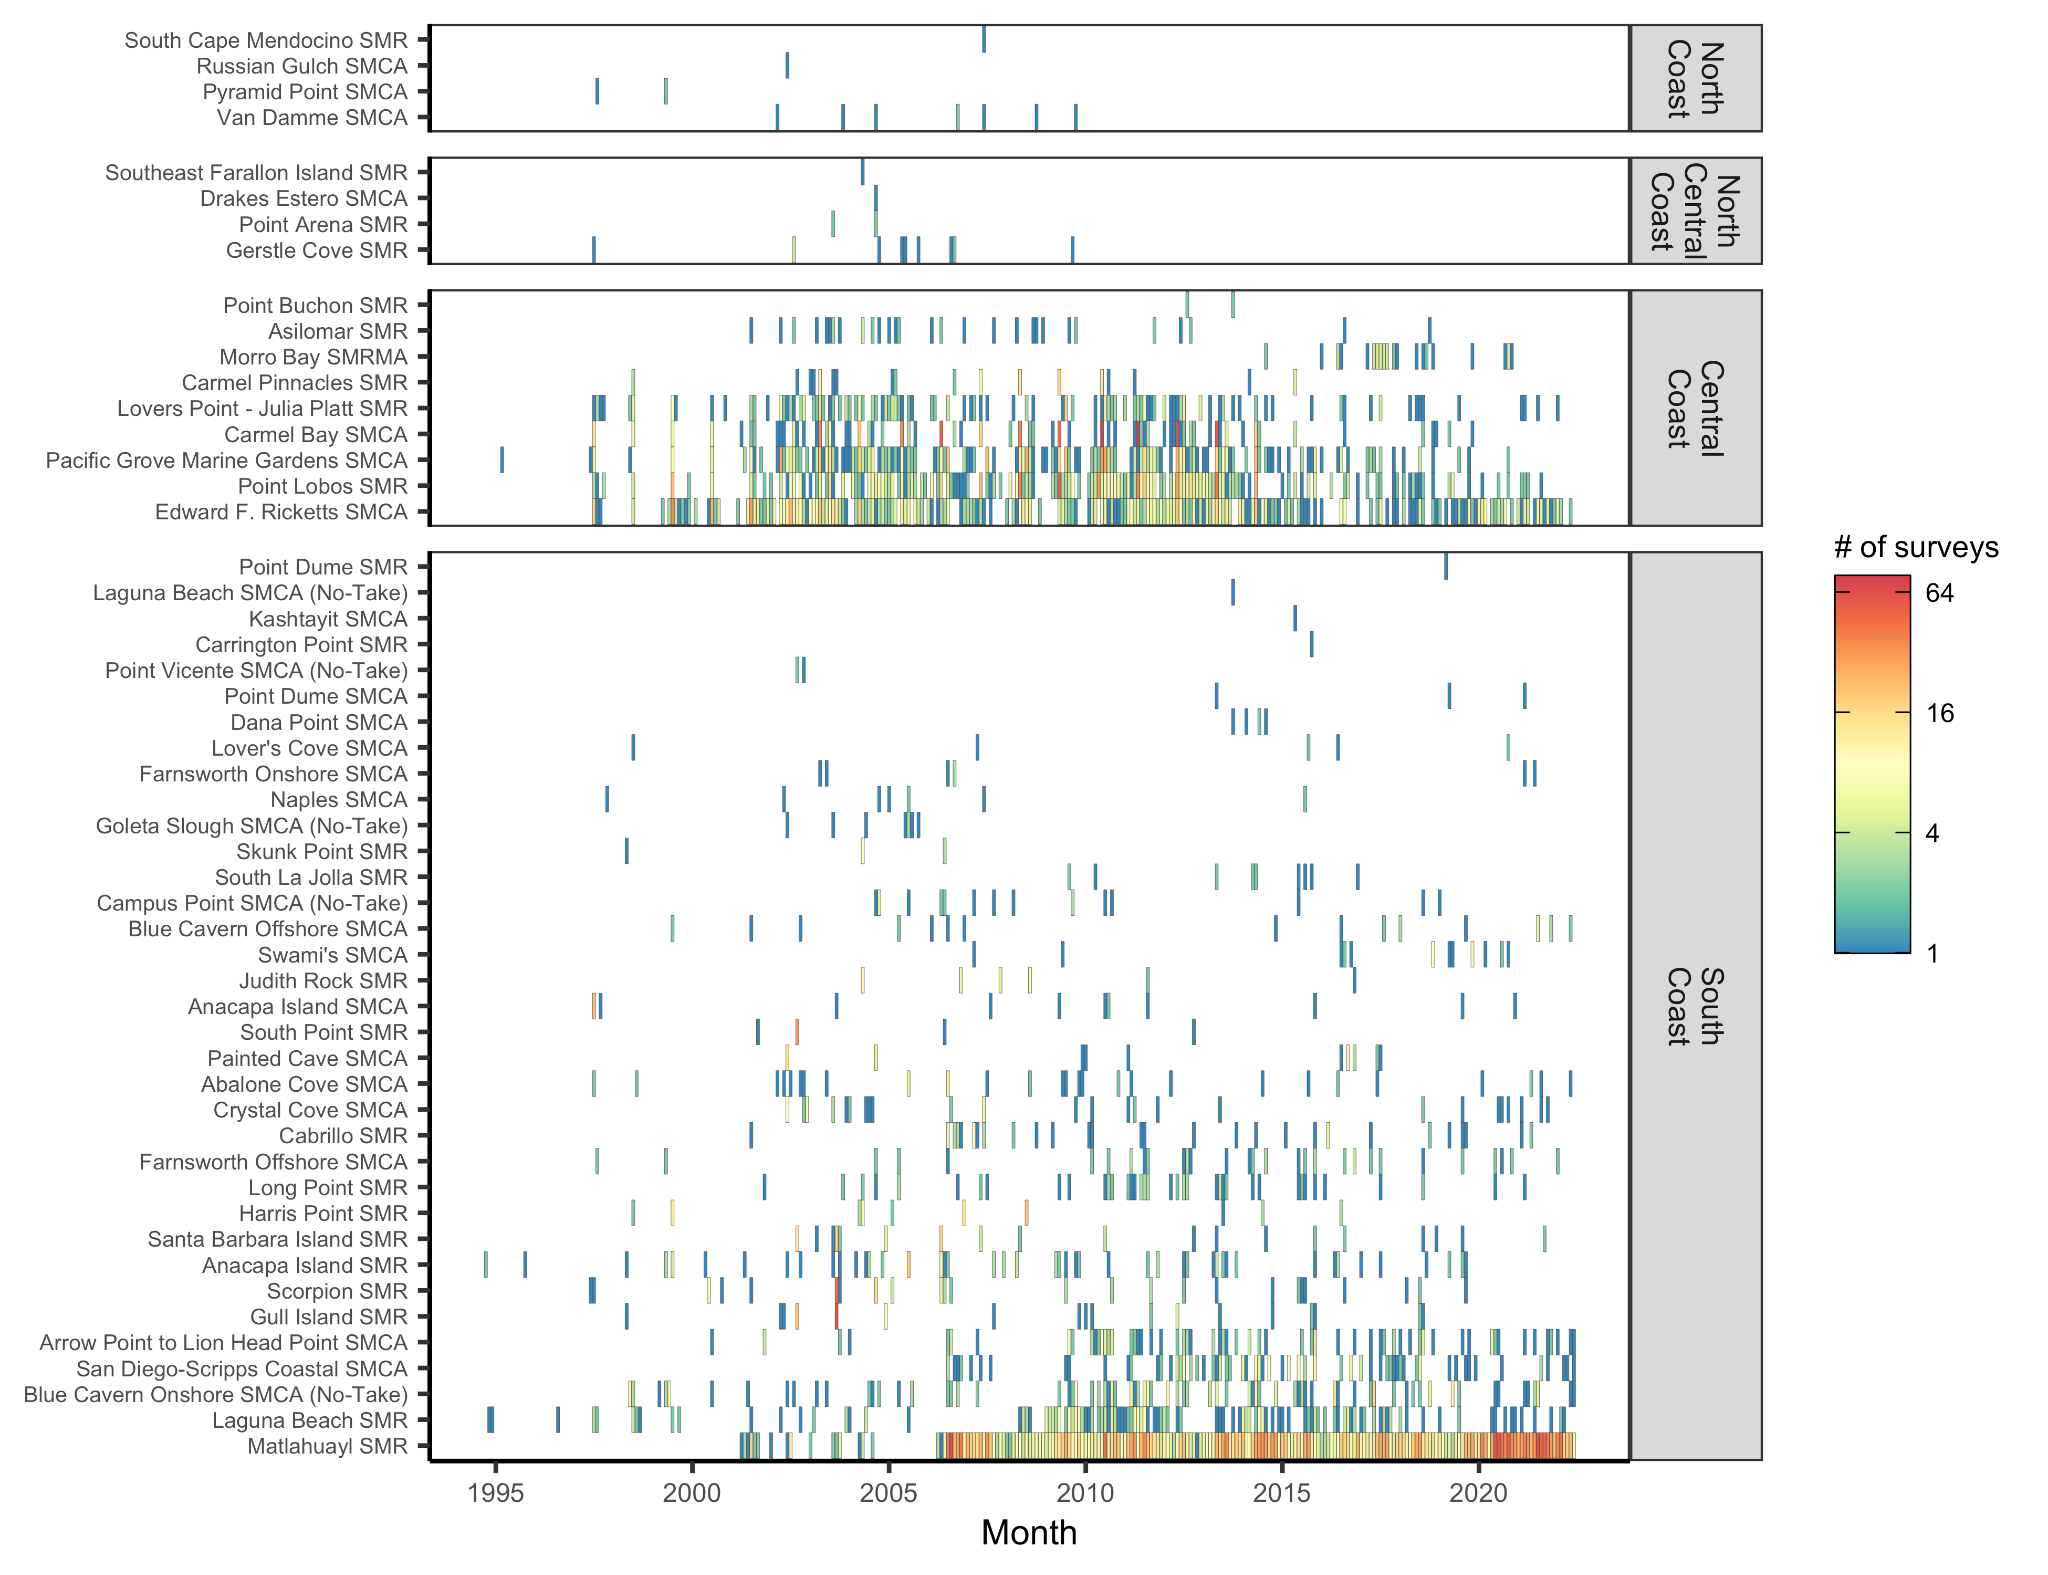 South Cape Mendocino SMR
Russian Gulch SMCA
Pyramid Point SMCA
Van Damme SMCA
North
Coast
Southeast Farallon Island SMR
Drakes Estero SMCA
Point Arena SMR
Gerstle Cove SMR
North
Central
Coast
Point Buchon SMR
Asilomar SMR
Morro Bay SMRMA
Carmel Pinnacles SMR
Lovers Point - Julia Platt SMR
Carmel Bay SMCA
Pacific Grove Marine Gardens SMCA
Point Lobos SMR
Edward F. Ricketts SMCA
Central
Coast
Point Dume SMR
Laguna Beach SMCA (No-Take)
Kashtayit SMCA
Carrington Point SMR
Point Vicente SMCA (No-Take)
Point Dume SMCA
Dana Point SMCA
Lover's Cove SMCA
Farnsworth Onshore SMCA
Naples SMCA
Goleta Slough SMCA (No-Take)
Skunk Point SMR
South La Jolla SMR
Campus Point SMCA (No-Take)
Blue Cavern Offshore SMCA
Swami's SMCA
Judith Rock SMR
Anacapa Island SMCA
South Point SMR
Painted Cave SMCA
Abalone Cove SMCA
Crystal Cove SMCA
Cabrillo SMR
Farnsworth Offshore SMCA
Long Point SMR
Harris Point SMR
Santa Barbara Island SMR
Anacapa Island SMR
Scorpion SMR
Gull Island SMR
Arrow Point to Lion Head Point SMCA
San Diego-Scripps Coastal SMCA
Blue Cavern Onshore SMCA (No-Take)
Laguna Beach SMR
Matlahuayl SMR
South
Coast
1995 2000 2005 2010 2015 2020
Month
# of surveys
64
16
4
1